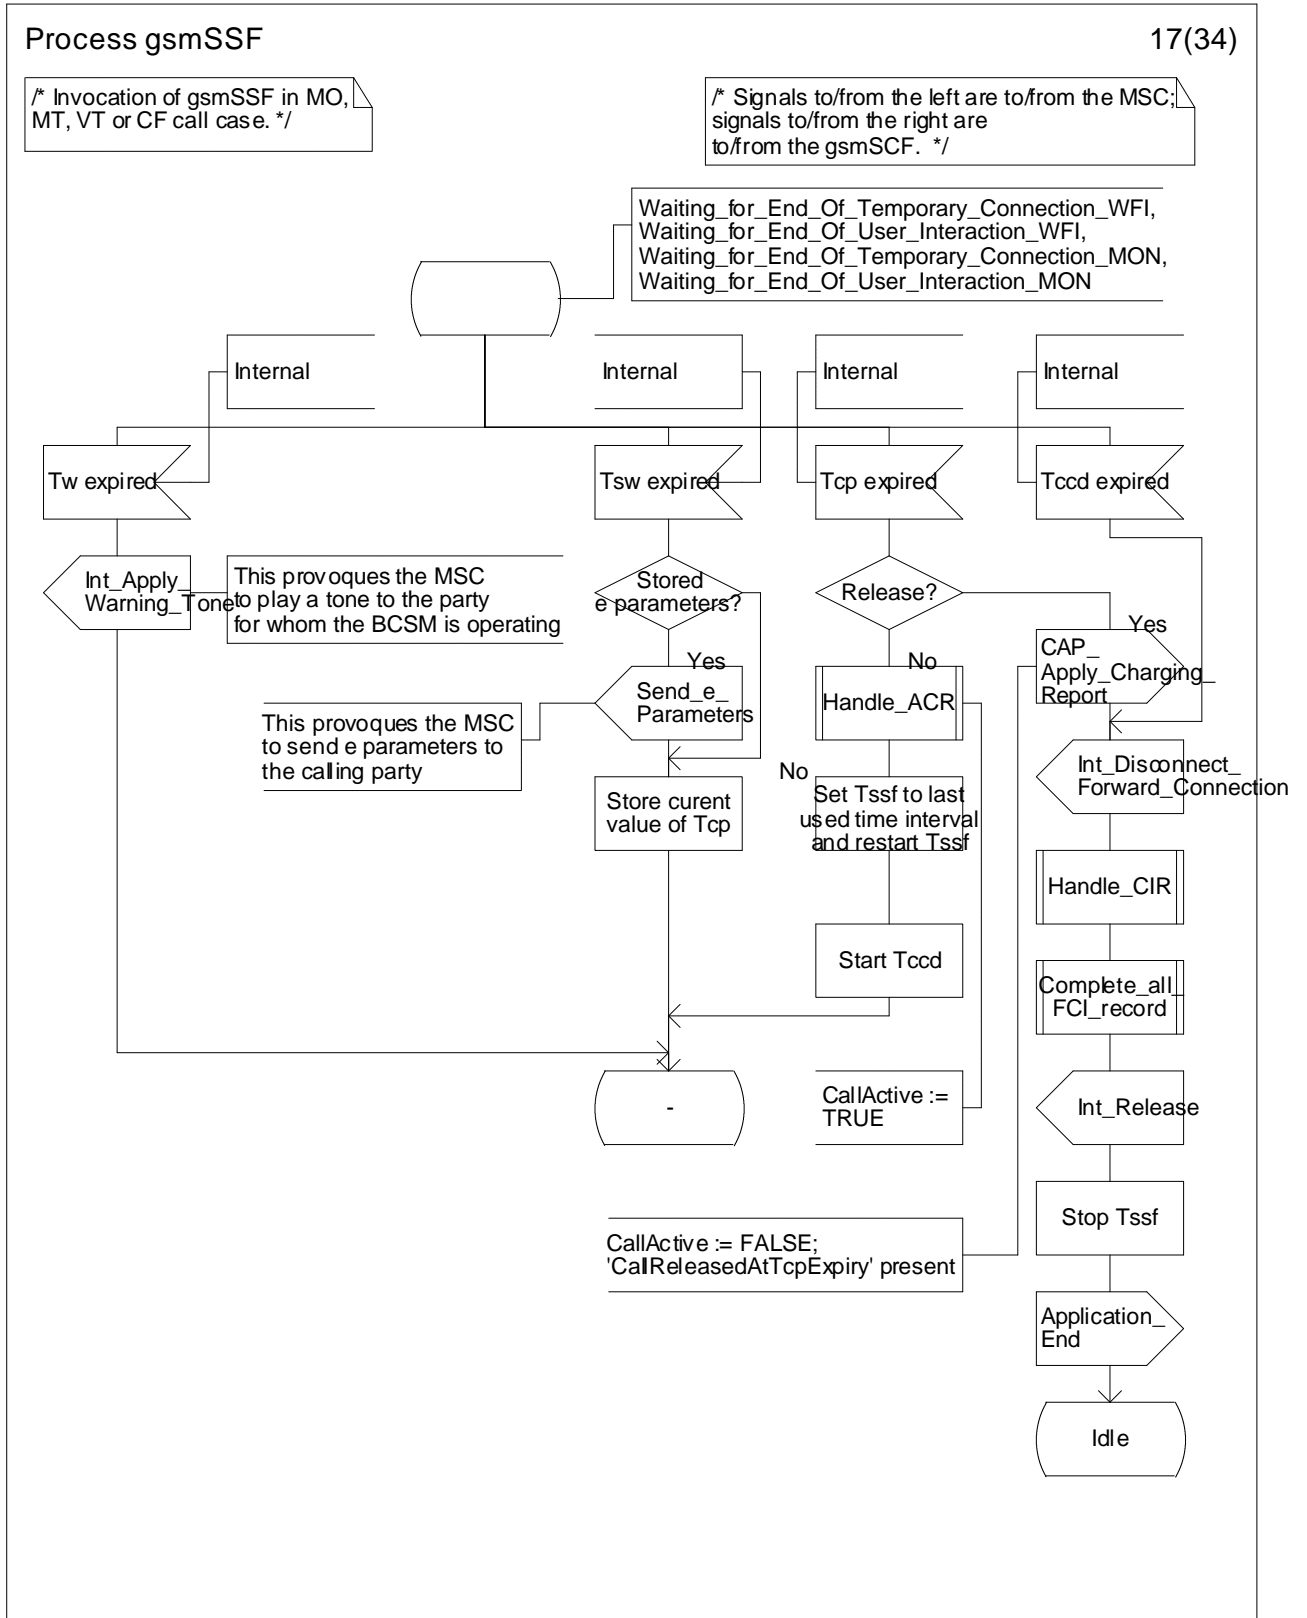 Process gsmSSF
17(34)
/* Invocation of gsmSSF in MO,
MT, VT or CF call case. */
/* Signals to/from the left are to/from the MSC;
signals to/from the right are
to/from the gsmSCF. */
Waiting_for_End_Of_Temporary_Connection_WFI,
Waiting_for_End_Of_User_Interaction_WFI,
Waiting_for_End_Of_Temporary_Connection_MON,
Waiting_for_End_Of_User_Interaction_MON
Internal
Internal
Internal
Internal
Tw expired
Tsw expired
Tcp expired
Tccd expired
Int_Apply_
Warning_Tone
This provoques the MSC
to play a tone to the party
for whom the BCSM is operating
Stored
e parameters?
Release?
Yes
No
Yes
CAP_
Apply_Charging_
Report
Send_e_
Parameters
Handle_ACR
This provoques the MSC
to send e parameters to
the calling party
No
Int_Disconnect_
Forward_Connection
Store curent
value of Tcp
Set Tssf to last
used time interval
and restart Tssf
Handle_CIR
Start Tccd
Complete_all_
FCI_record
-
CallActive :=
TRUE
Int_Release
Stop Tssf
CallActive := FALSE;
'CallReleasedAtTcpExpiry' present
Application_
End
Idle